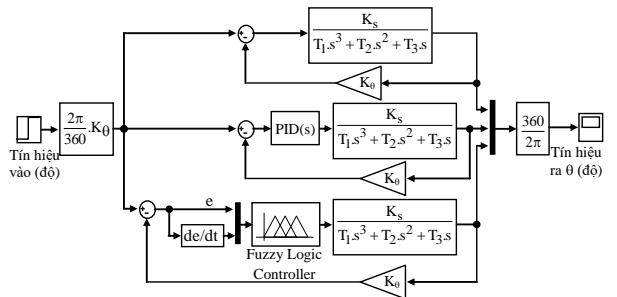 K_s
T_1.s^3 + T_2.s^2 + T_3.s
K_θ
2π
360
.K_θ
PID(s)
K_s
T_1.s^3 + T_2.s^2 + T_3.s
360
2π
Tín hiệu
vào (độ)
Tín hiệu
ra θ (độ)
K_θ
e
de/dt
K_s
T_1.s^3 + T_2.s^2 + T_3.s
Fuzzy Logic
Controller
K_θ